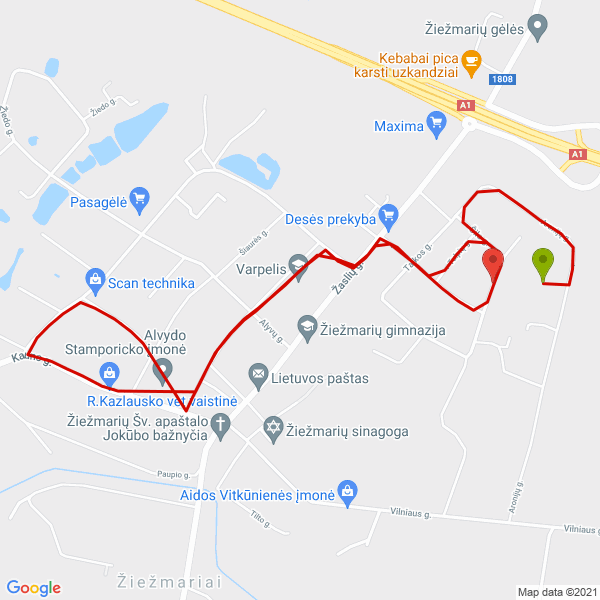 Žiežmarių gėlės
Kebabai pica
karsti uzkandziai
1808
A1
Maxima
A1
Žiedo g.
Žiedo g.
Pasagėlė
Desės prekyba
Šiaurės g.
Taikos g.
Varpelis
Žaslių g.
Scan technika
Alyvų g.
Žiežmarių gimnazija
Alvydo
Stamporicko įmonė
Kauno g.
Lietuvos paštas
R.Kazlausko vet.vaistinė
Žiežmarių Šv. apaštalo
Jokūbo bažnyčia
Žiežmarių sinagoga
Paupio g.
Aidos Vitkūnienės įmonė
Aronijų g.
Tilto g.
Vilniaus g.
Vilniaus g.
Žiežmariai
Google
Map data ©2021